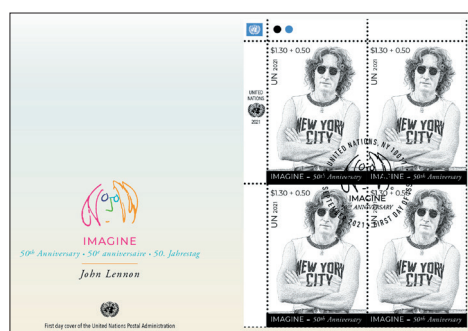 IMAGINE
50th Anniversary • 50e anniversaire • 50. Jahrestag
John Lennon
First day cover of the United Nations Postal Administration
UNITED
NATIONS
2021
$1.30 + 0.50
UN 2021
NEW YORK
CITY
IMAGINE – 50th Anniversary
$1.30 + 0.50
UN 2021
NEW YORK
CITY
IMAGINE – 50th Anniversary
$1.30 + 0.50
UN 2021
NEW YORK
CITY
IMAGINE – 50th Anniversary
$1.30 + 0.50
UN 2021
NEW YORK
CITY
IMAGINE – 50th Anniversary
UNITED NATIONS, NY
IMAGINE
ANNIVERSARY
2021 • FIRST DAY OF